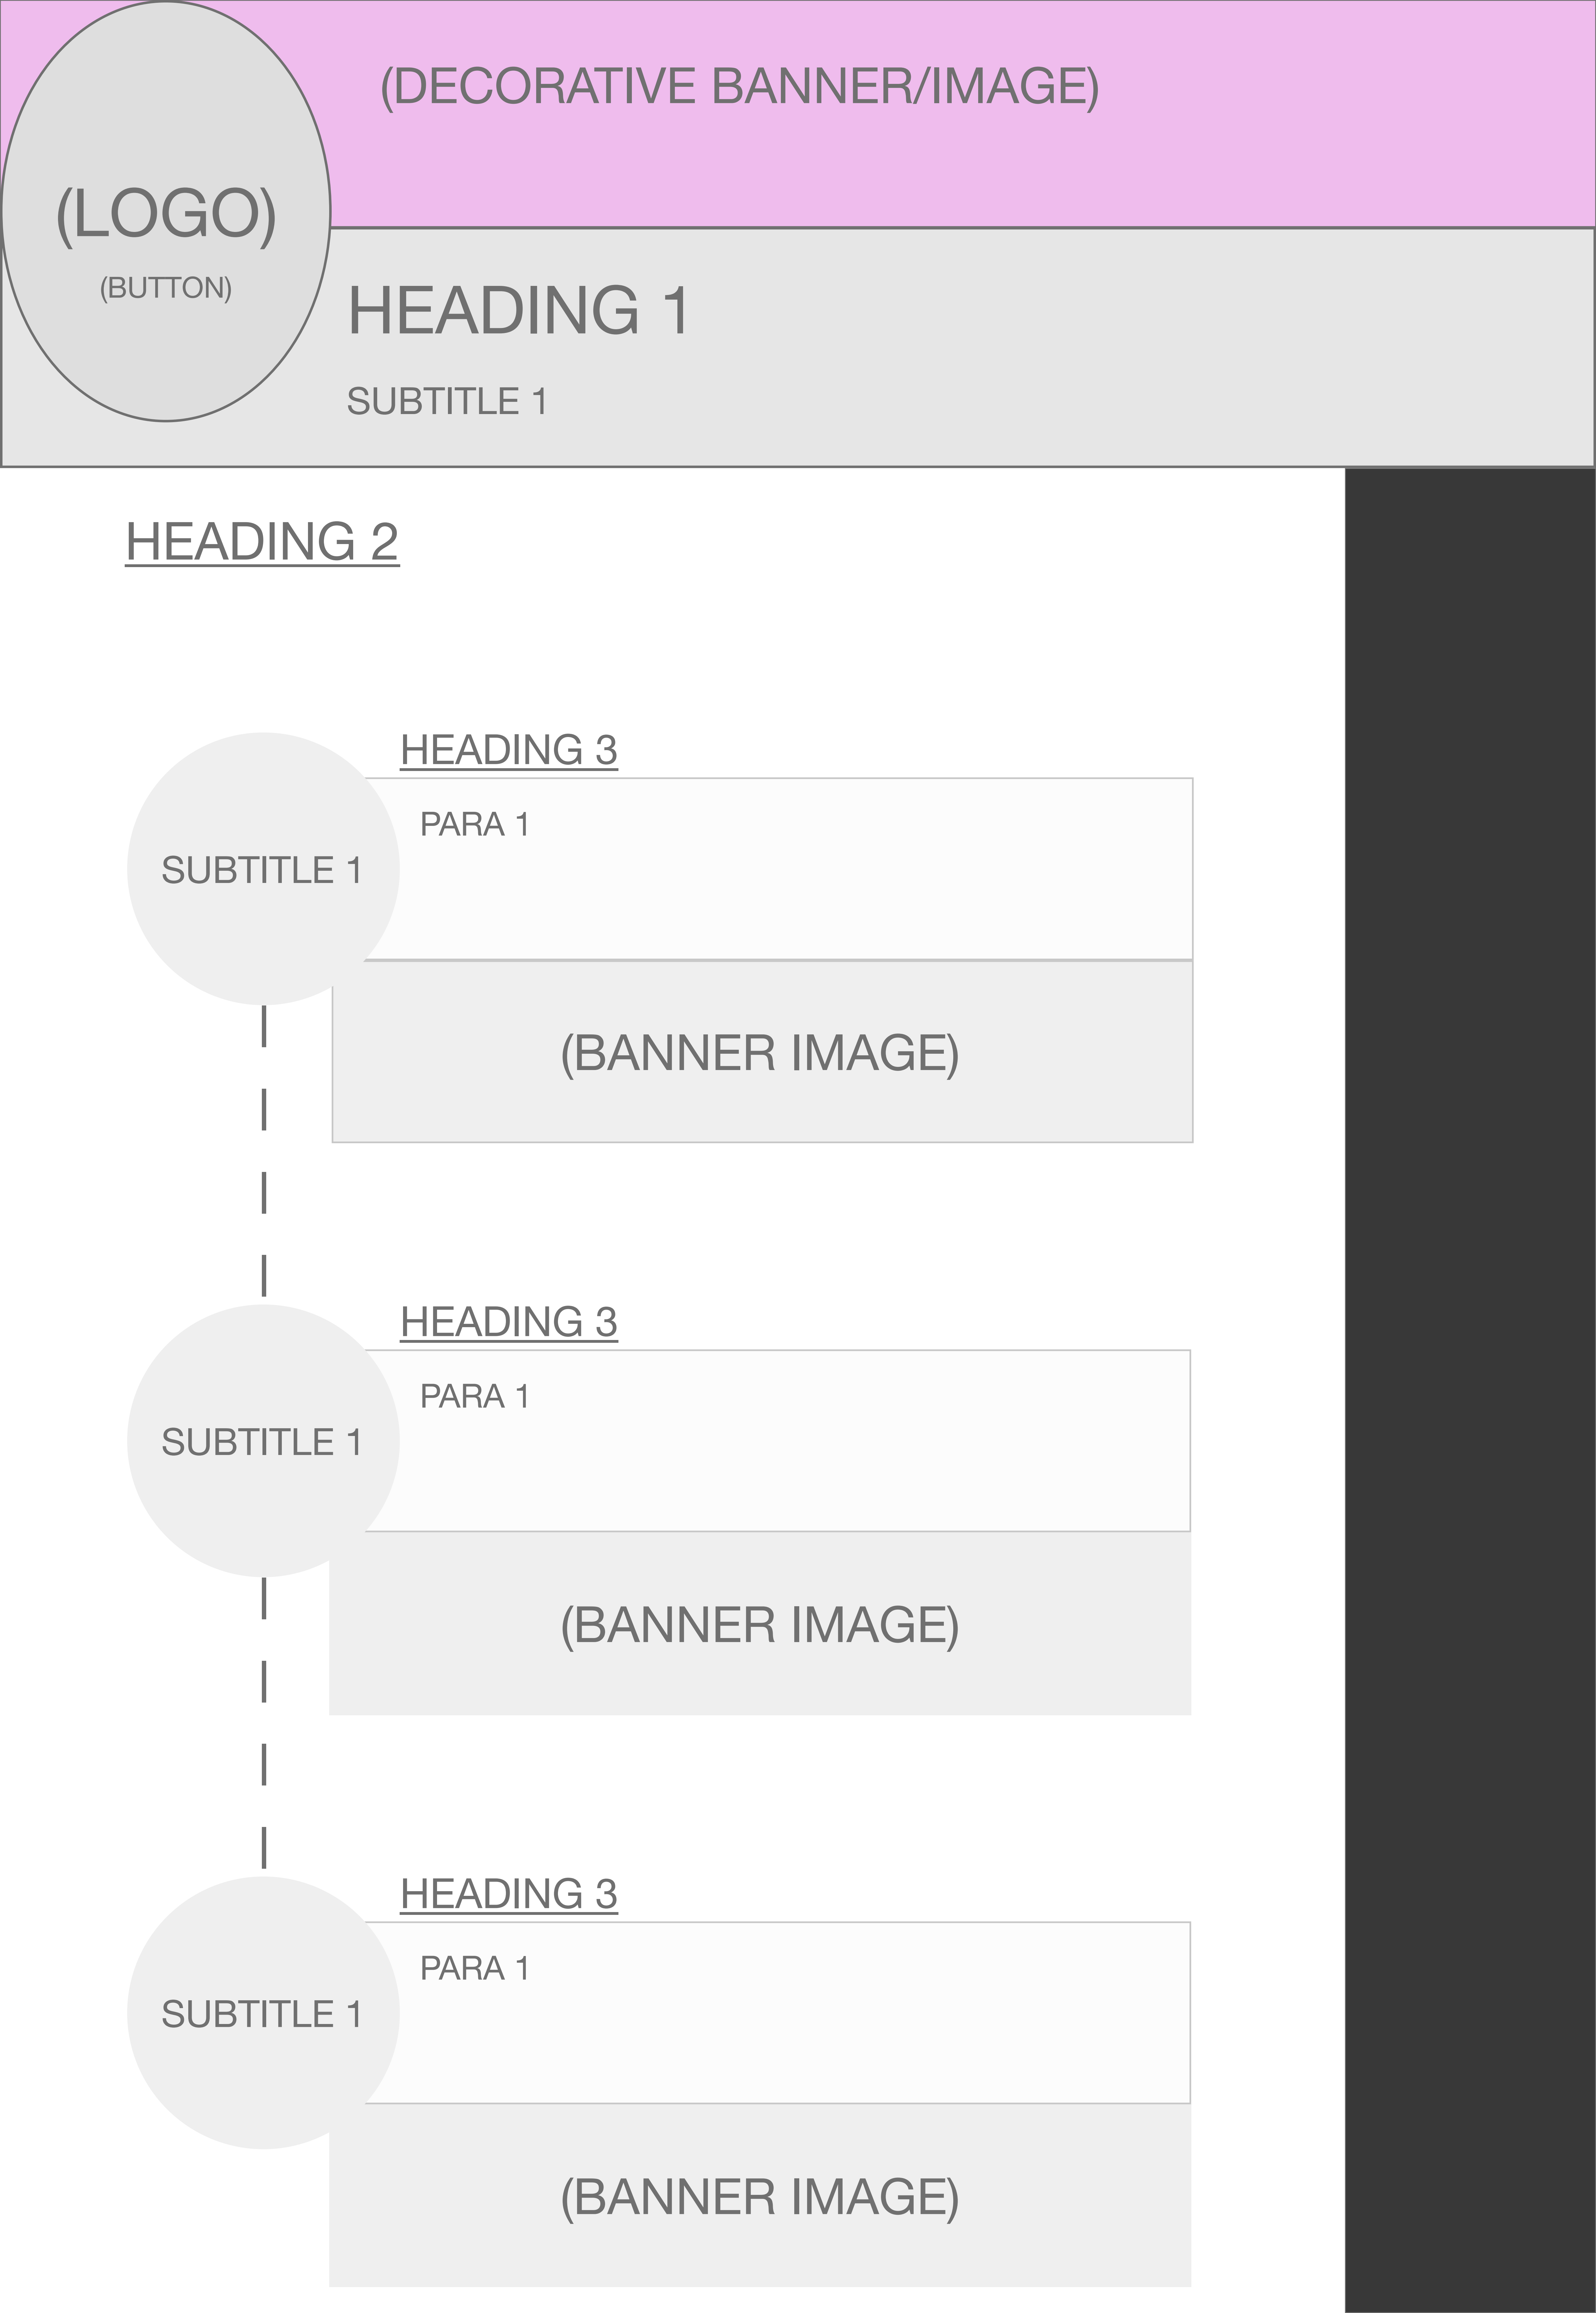 (DECORATIVE BANNER/IMAGE)
(LOGO)
(BUTTON)
HEADING 1
SUBTITLE 1
HEADING 2
HEADING 3
PARA 1
SUBTITLE 1
(BANNER IMAGE)
HEADING 3
PARA 1
SUBTITLE 1
(BANNER IMAGE)
HEADING 3
PARA 1
SUBTITLE 1
(BANNER IMAGE)